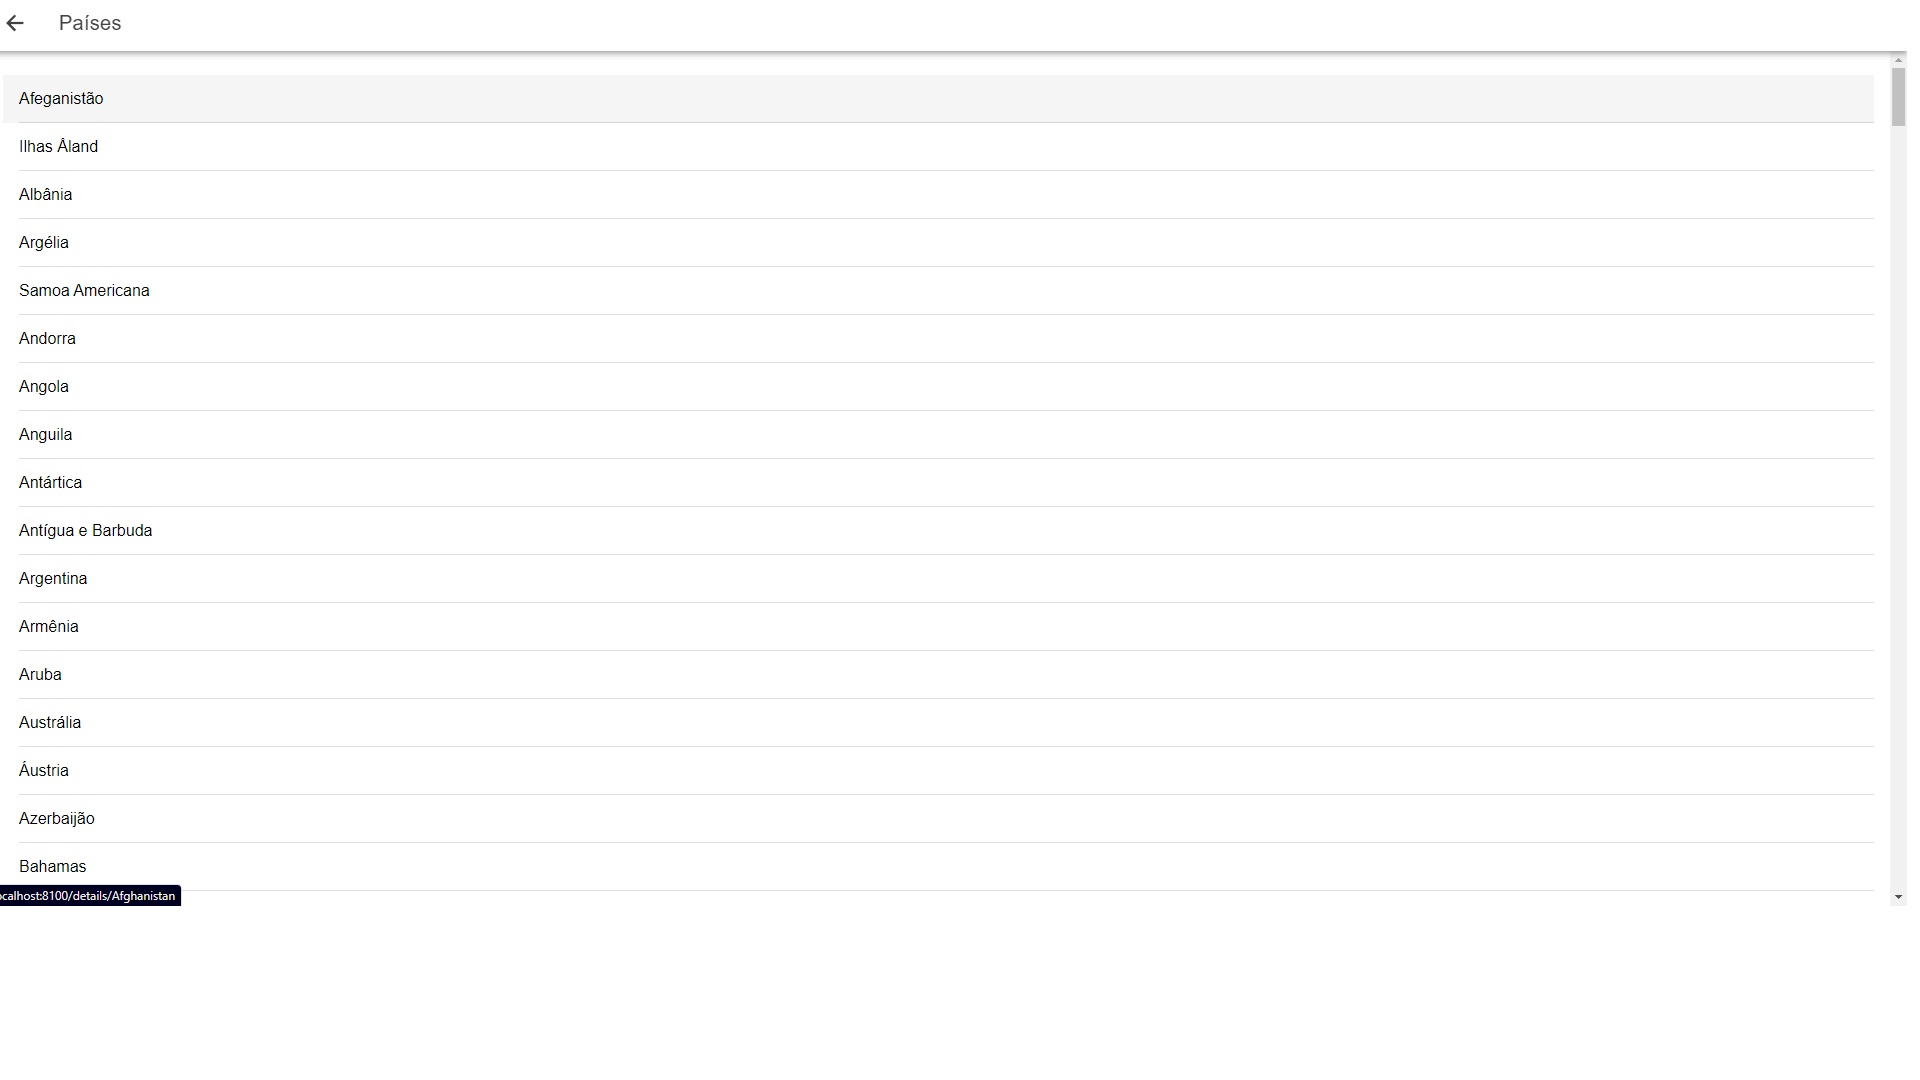 Países
Afeganistão
Ilhas Åland
Albânia
Argélia
Samoa Americana
Andorra
Angola
Anguila
Antártica
Antígua e Barbuda
Argentina
Armênia
Aruba
Austrália
Áustria
Azerbaijão
Bahamas
ocalhost:8100/details/Afghanistan